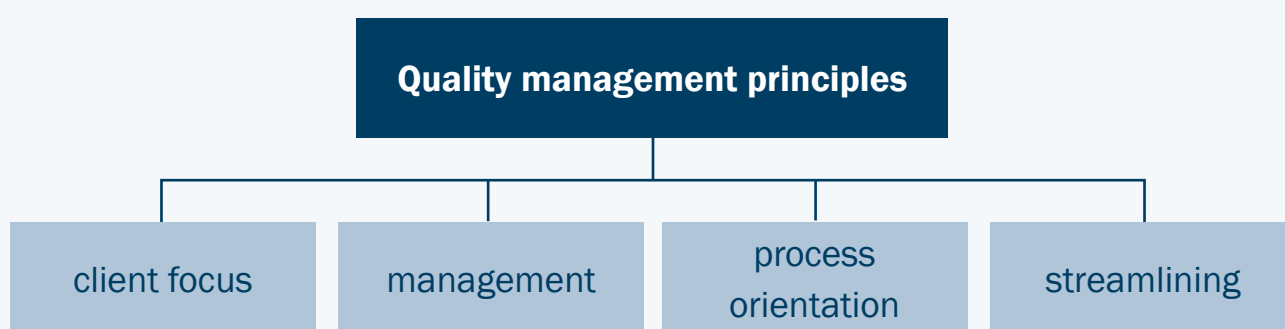 Quality management principles
client focus
management
process
orientation
streamlining